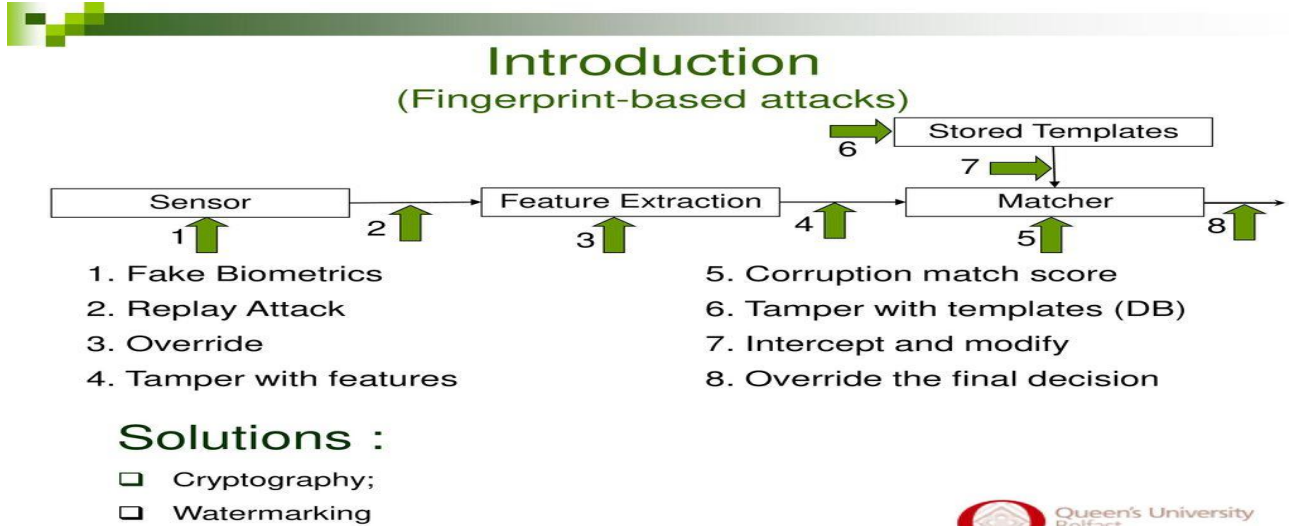 Introduction
(Fingerprint-based attacks)
Stored Templates
6
7
Sensor
Feature Extraction
Matcher
1
2
3
4
5
8
1. Fake Biometrics
2. Replay Attack
3. Override
4. Tamper with features
5. Corruption match score
6. Tamper with templates (DB)
7. Intercept and modify
8. Override the final decision
Solutions :
Cryptography;
Watermarking
Queen's University
Belfast